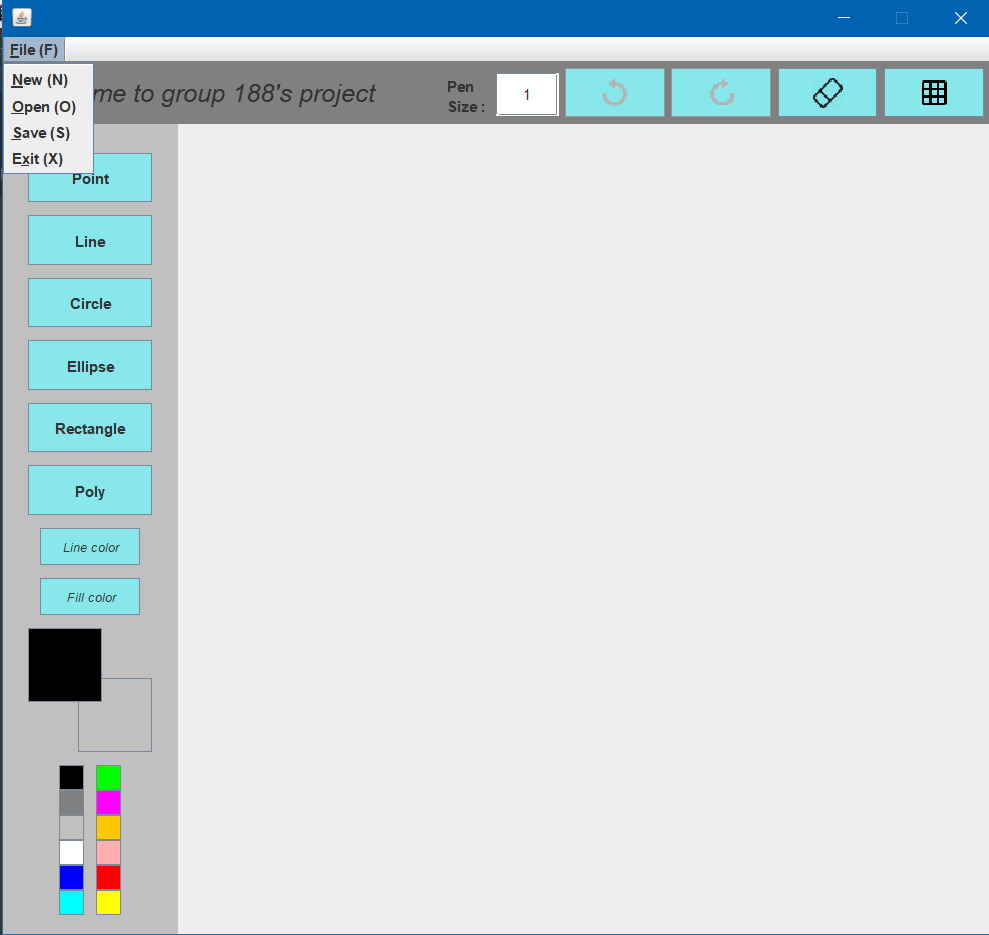 File (F)
New (N)
Open (O)
Save (S)
Exit (X)
to group 188's project
Pen
Size :
1
Point
Line
Circle
Ellipse
Rectangle
Poly
Line color
Fill color